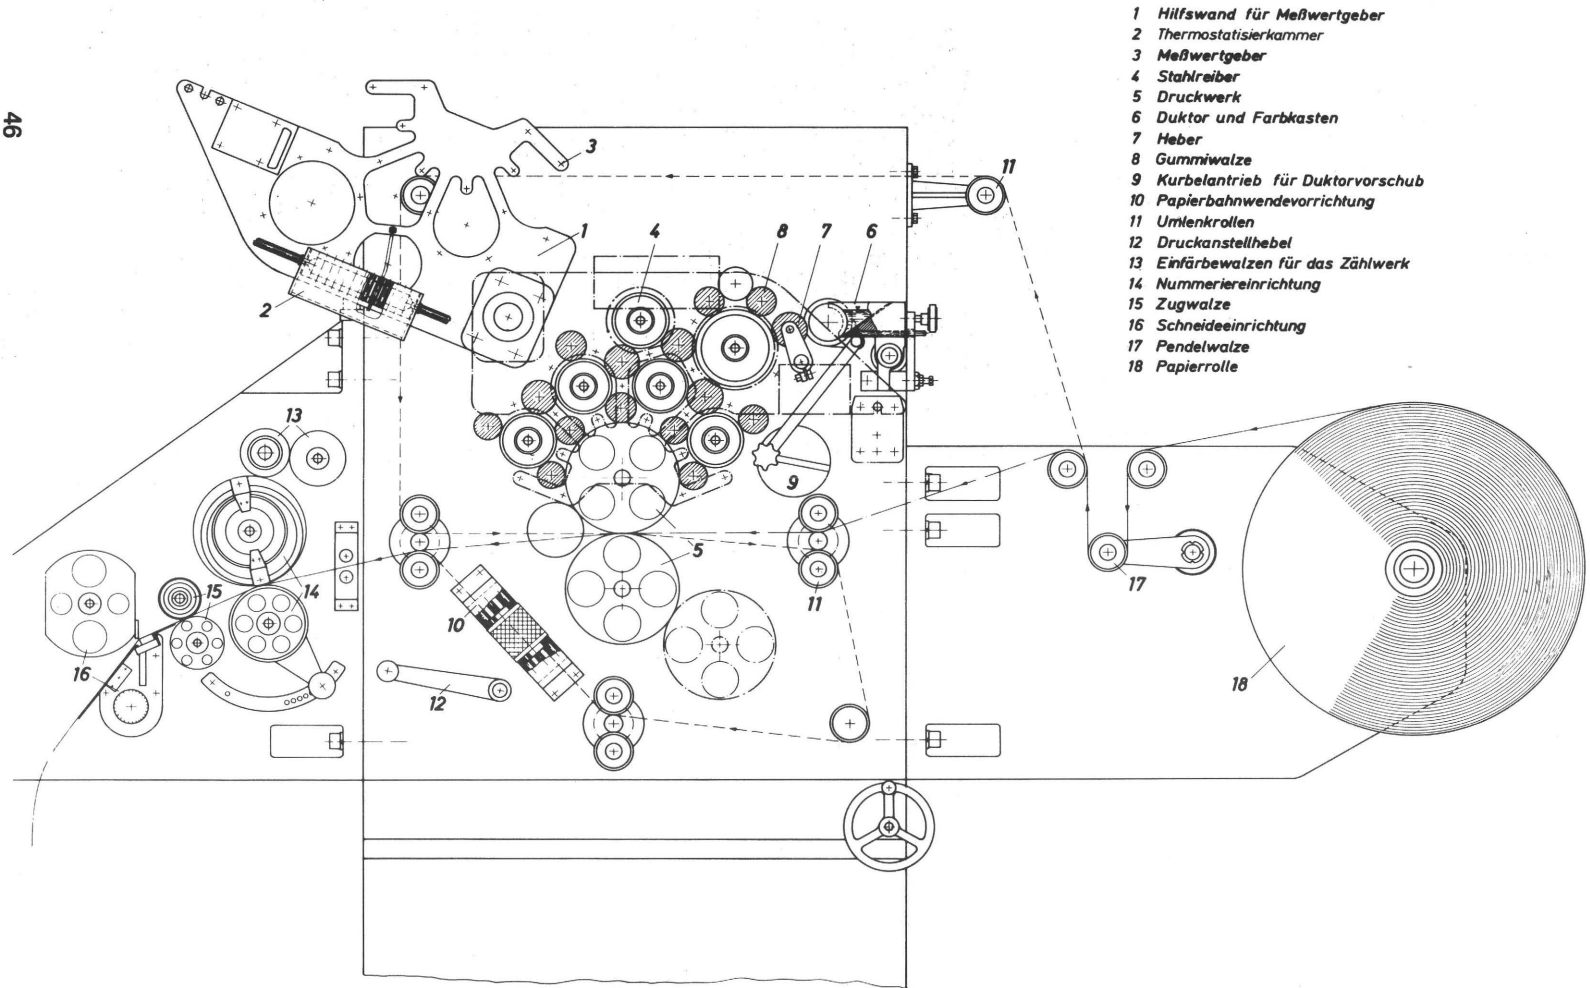 46
1 Hilfswand für Meßwertgeber
2 Thermostatisierkammer
3 Meßwertgeber
4 Stahlreiber
5 Druckwerk
6 Duktor und Farbkasten
7 Heber
8 Gummiwalze
9 Kurbelantrieb für Duktorvorschub
10 Papierbahnwendevorrichtung
11 Umlenkrollen
12 Druckanstellhebel
13 Einfärbewalzen für das Zählwerk
14 Nummeriereinrichtung
15 Zugwalze
16 Schneideeinrichtung
17 Pendelwalze
18 Papierrolle
3
11
1
4
8
7
6
2
13
9
5
15
14
11
17
10
16
12
18